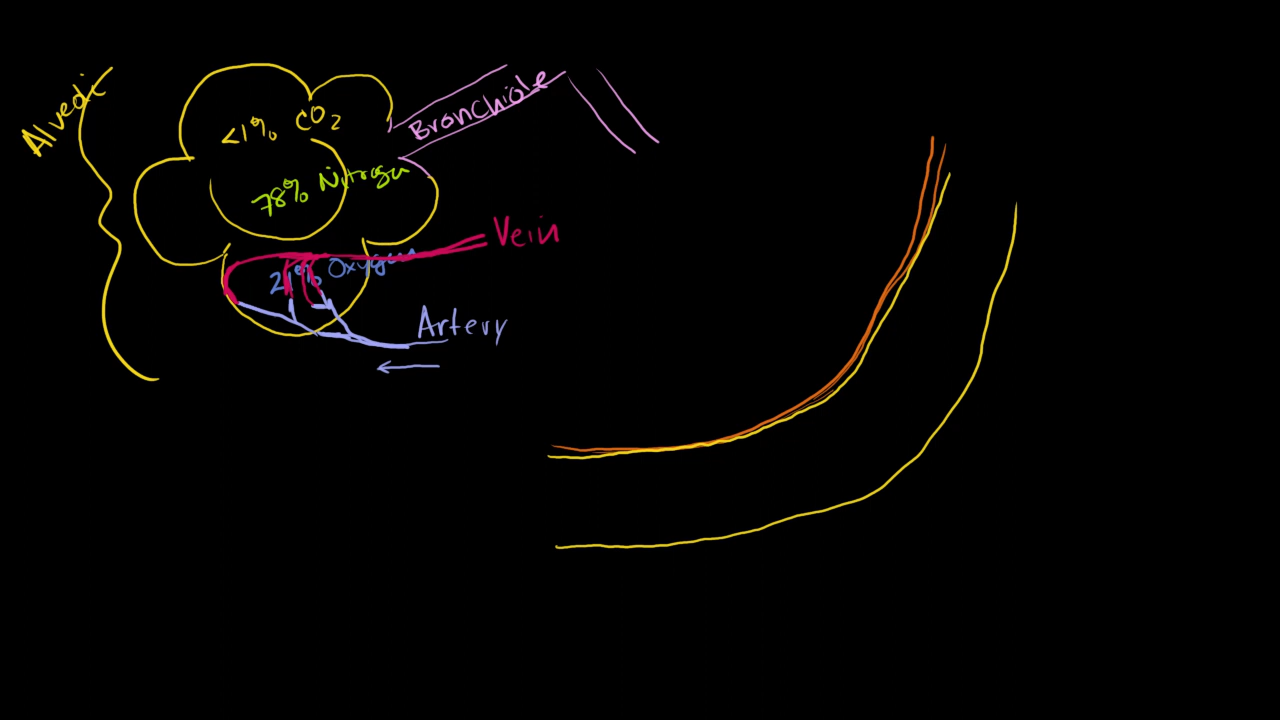 Alveoli
<1% CO2
Bronchiole
78% Nitrogen
Vein
21% Oxygen
Artery